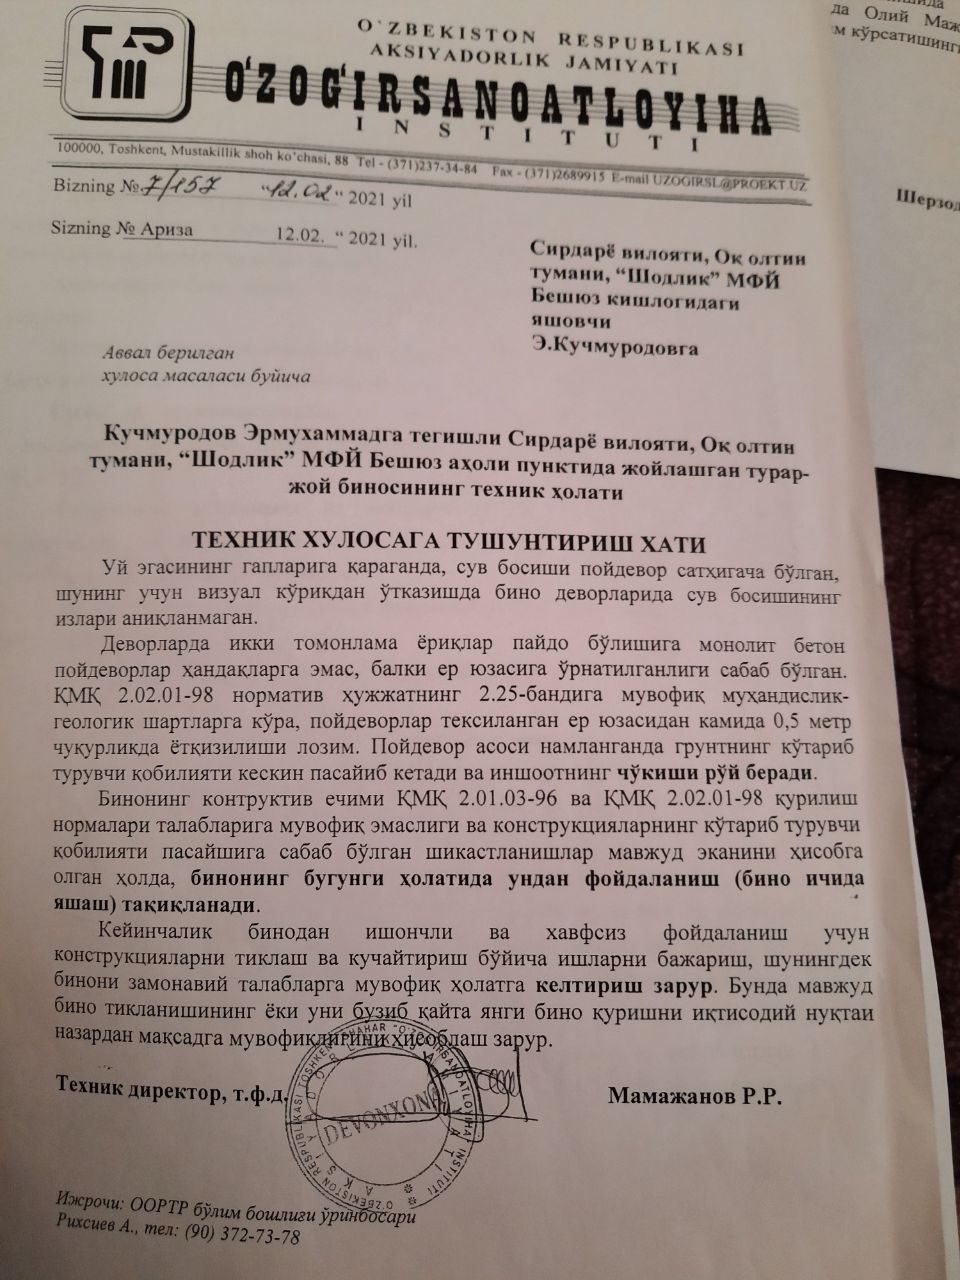 O`ZBEKISTON RESPUBLIKASI
AKSIYADORLIK JAMIYATI
O‘ZOG‘IRSANOATLOYIHA
INSTITUTI
100000, Toshkent, Mustakillik shoh ko‘chasi, 88 Tel - (371)237-34-84 Fax - (371)2689915 E-mail UZOGIRSL@PROEKT.UZ
Bizning № 7/157 “12.02“ 2021 yil
Sizning № Ариза 12.02. “ 2021 yil.
Сирдарё вилояти, Оқ олтин
тумани, “Шодлик” МФЙ
Бешюз кишлогидаги
яшовчи
Э.Кучмуродовга
Аввал берилган
хулоса масаласи буйича
Кучмуродов Эрмухаммадга тегишли Сирдарё вилояти, Оқ олтин
тумани, “Шодлик” МФЙ Бешюз аҳоли пунктида жойлашган турар-
жой биносининг техник ҳолати
ТЕХНИК ХУЛОСАГА ТУШУНТИРИШ ХАТИ
Уй эгасининг гапларига қараганда, сув босиши пойдевор сатҳигача бўлган,
шунинг учун визуал кўрикдан ўтказишда бино деворларида сув босишининг
излари аниқланмаган.
Деворларда икки томонлама ёриқлар пайдо бўлишига монолит бетон
пойдеворлар ҳандақларга эмас, балки ер юзасига ўрнатилганлиги сабаб бўлган.
ҚМҚ 2.02.01-98 норматив ҳужжатнинг 2.25-бандига мувофиқ муҳандислик-
геологик шартларга кўра, пойдеворлар тексиланган ер юзасидан камида 0,5 метр
чуқурликда ётқизилиши лозим. Пойдевор асоси намланганда грунтнинг кўтариб
турувчи қобилияти кескин пасайиб кетади ва иншоотнинг чўкиши рўй беради.
Бинонинг контруктив ечими ҚМҚ 2.01.03-96 ва ҚМҚ 2.02.01-98 қурилиш
нормалари талабларига мувофиқ эмаслиги ва конструкцияларнинг кўтариб турувчи
қобилияти пасайшига сабаб бўлган шикастланишлар мавжуд эканини ҳисобга
олган ҳолда, бинонинг бугунги ҳолатида ундан фойдаланиш (бино ичида
яшаш) тақиқланади.
Кейинчалик бинодан ишончли ва хавфсиз фойдаланиш учун
конструкцияларни тиклаш ва кучайтириш бўйича ишларни бажариш, шунингдек
бинони замонавий талабларга мувофиқ ҳолатга келтириш зарур. Бунда мавжуд
бино тикланишининг ёки уни бузиб қайта янги бино қуришни иқтисодий нуқтаи
назардан мақсадга мувофиқлигини ҳисоблаш зарур.
Техник директор, т.ф.д. Мамажанов Р.Р.
DEVONXONA
Ижрочи: ООРТР бўлим бошлиғи ўринбосари
Рихсиев А., тел: (90) 372-73-78
да Олий Маж
м кўрсатишинги
Шерзод